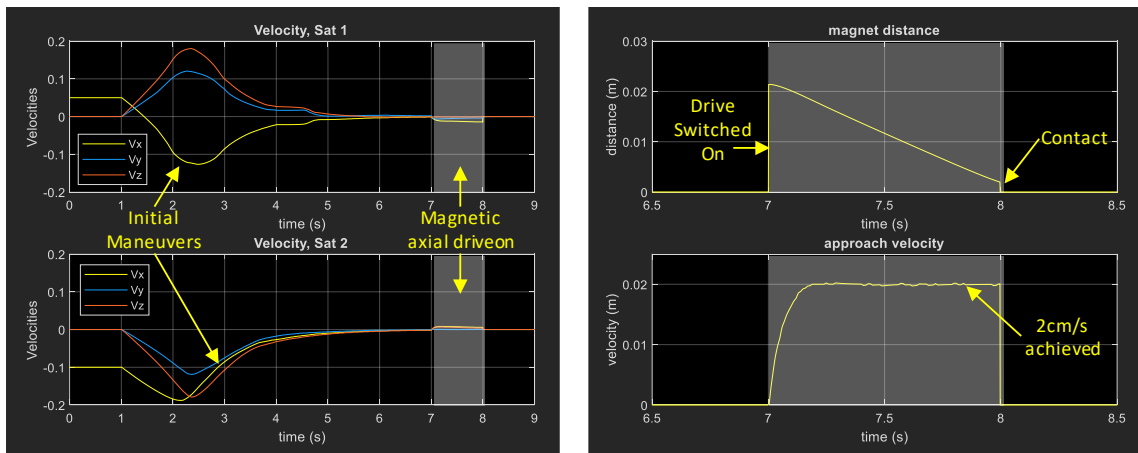 Velocity, Sat 1
Velocities
0.2
0.1
0
-0.1
-0.2
Vx
Vy
Vz
0 1 2 3 4 5 6 7 8 9
time (s)
Initial
Maneuvers
Magnetic
axial driveon
Velocity, Sat 2
Velocities
0.2
0.1
0
-0.1
-0.2
Vx
Vy
Vz
0 1 2 3 4 5 6 7 8 9
time (s)
magnet distance
distance (m)
0.03
0.02
0.01
0
Drive
Switched
On
Contact
6.5 7 7.5 8 8.5
time (s)
approach velocity
velocity (m)
0.02
0.01
0
2cm/s
achieved
6.5 7 7.5 8 8.5
time (s)